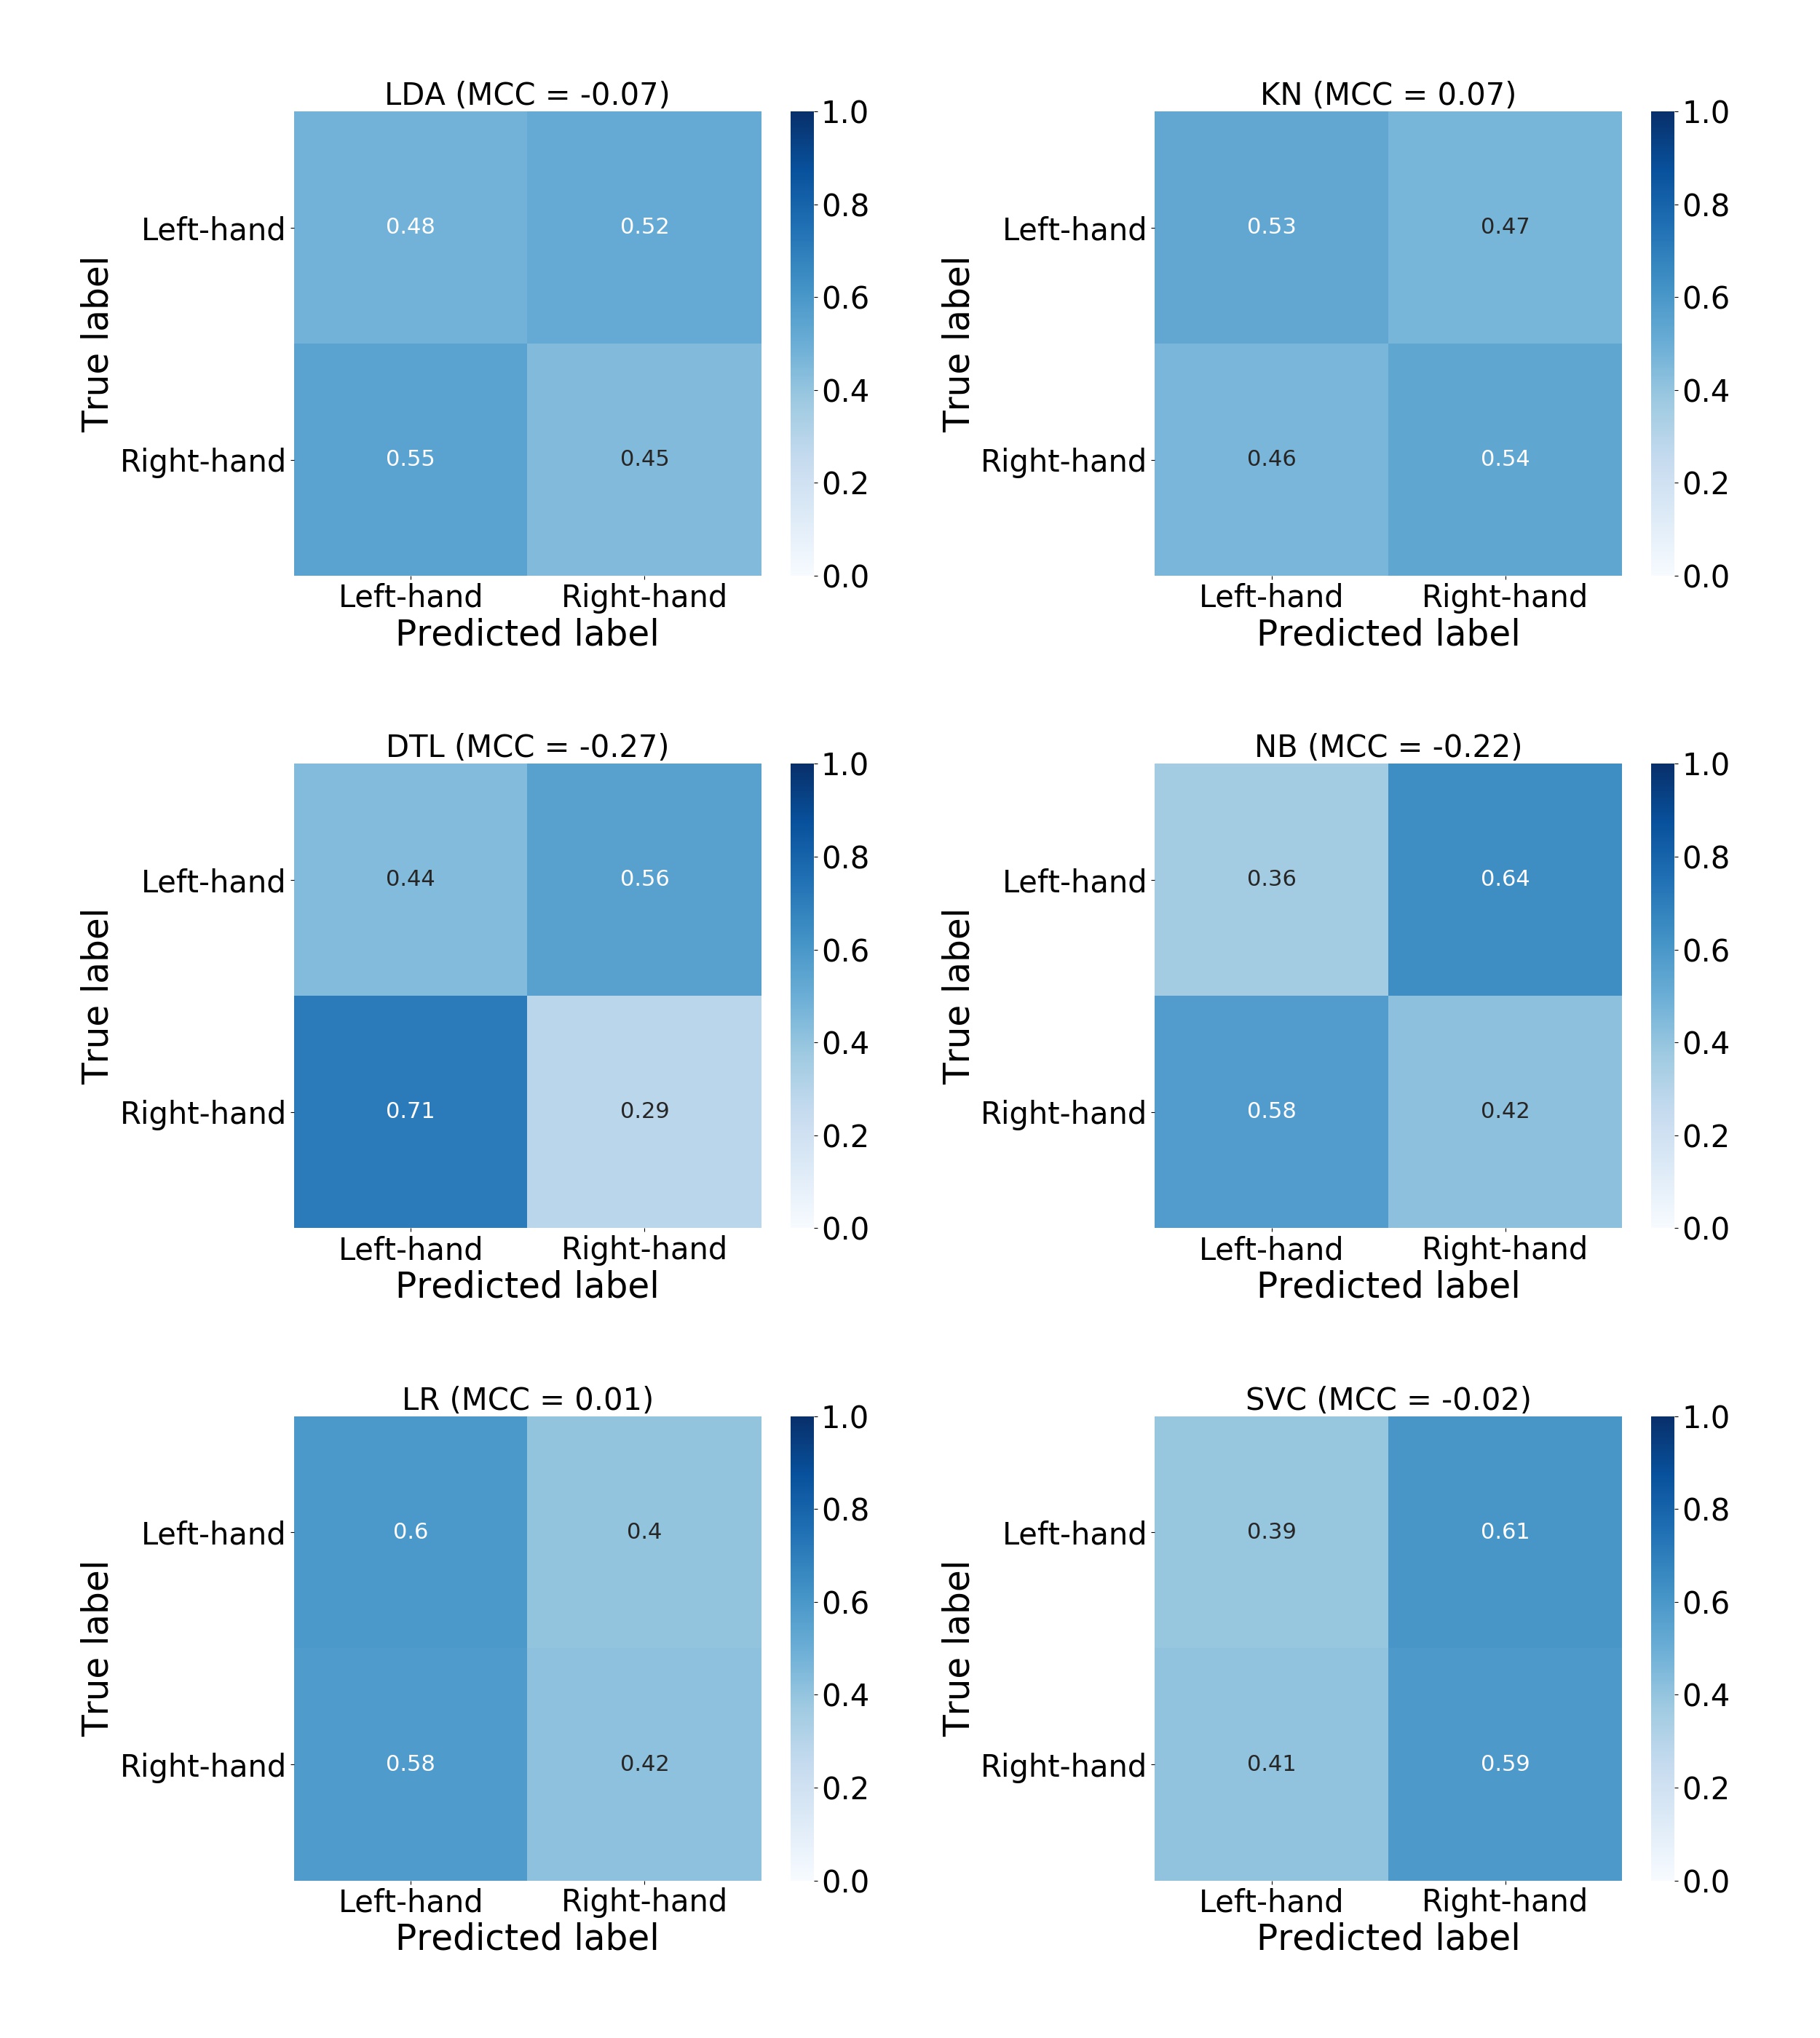 LDA (MCC = -0.07)
True label
Left-hand
Right-hand
0.48 0.52
0.55 0.45
Left-hand Right-hand
Predicted label
1.0
0.8
0.6
0.4
0.2
0.0
KN (MCC = 0.07)
True label
Left-hand
Right-hand
0.53 0.47
0.46 0.54
Left-hand Right-hand
Predicted label
1.0
0.8
0.6
0.4
0.2
0.0
DTL (MCC = -0.27)
True label
Left-hand
Right-hand
0.44 0.56
0.71 0.29
Left-hand Right-hand
Predicted label
1.0
0.8
0.6
0.4
0.2
0.0
NB (MCC = -0.22)
True label
Left-hand
Right-hand
0.36 0.64
0.58 0.42
Left-hand Right-hand
Predicted label
1.0
0.8
0.6
0.4
0.2
0.0
LR (MCC = 0.01)
True label
Left-hand
Right-hand
0.6 0.4
0.58 0.42
Left-hand Right-hand
Predicted label
1.0
0.8
0.6
0.4
0.2
0.0
SVC (MCC = -0.02)
True label
Left-hand
Right-hand
0.39 0.61
0.41 0.59
Left-hand Right-hand
Predicted label
1.0
0.8
0.6
0.4
0.2
0.0